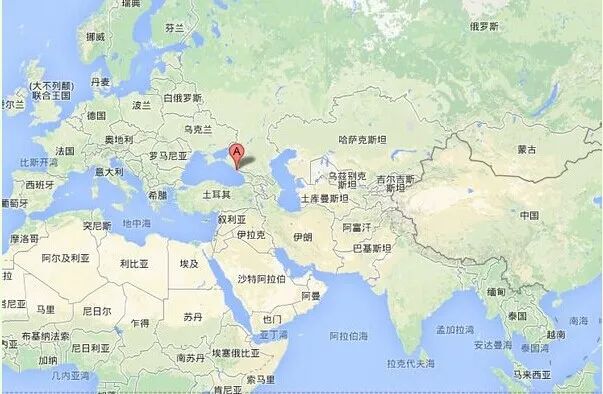 瑞典
芬兰
俄罗斯
挪威
丹麦
(大不列颠)
联合王国
爱尔兰
波兰
白俄罗斯
德国
乌克兰
哈萨克斯坦
蒙古
法国
奥地利
比斯开湾
罗马尼亚
A
意大利
乌兹别克
斯坦
吉尔吉斯
斯坦
西班牙
葡萄牙
希腊
土耳其
土库曼斯坦
中国
地中海
突尼斯
叙利亚
伊拉克
伊朗
阿富汗
摩洛哥
巴基斯坦
阿尔及利亚
利比亚
埃及
沙特阿拉伯
阿曼
缅甸
马里
尼日尔
乍得
苏丹
也门
泰国
南海
布基纳法索
亚丁湾
阿拉伯海
孟加拉湾
安达曼海
越南
泰国湾
加纳
南苏丹
埃塞俄比亚
拉克代夫海
几内亚湾
索马里
马来西亚
肯尼亚